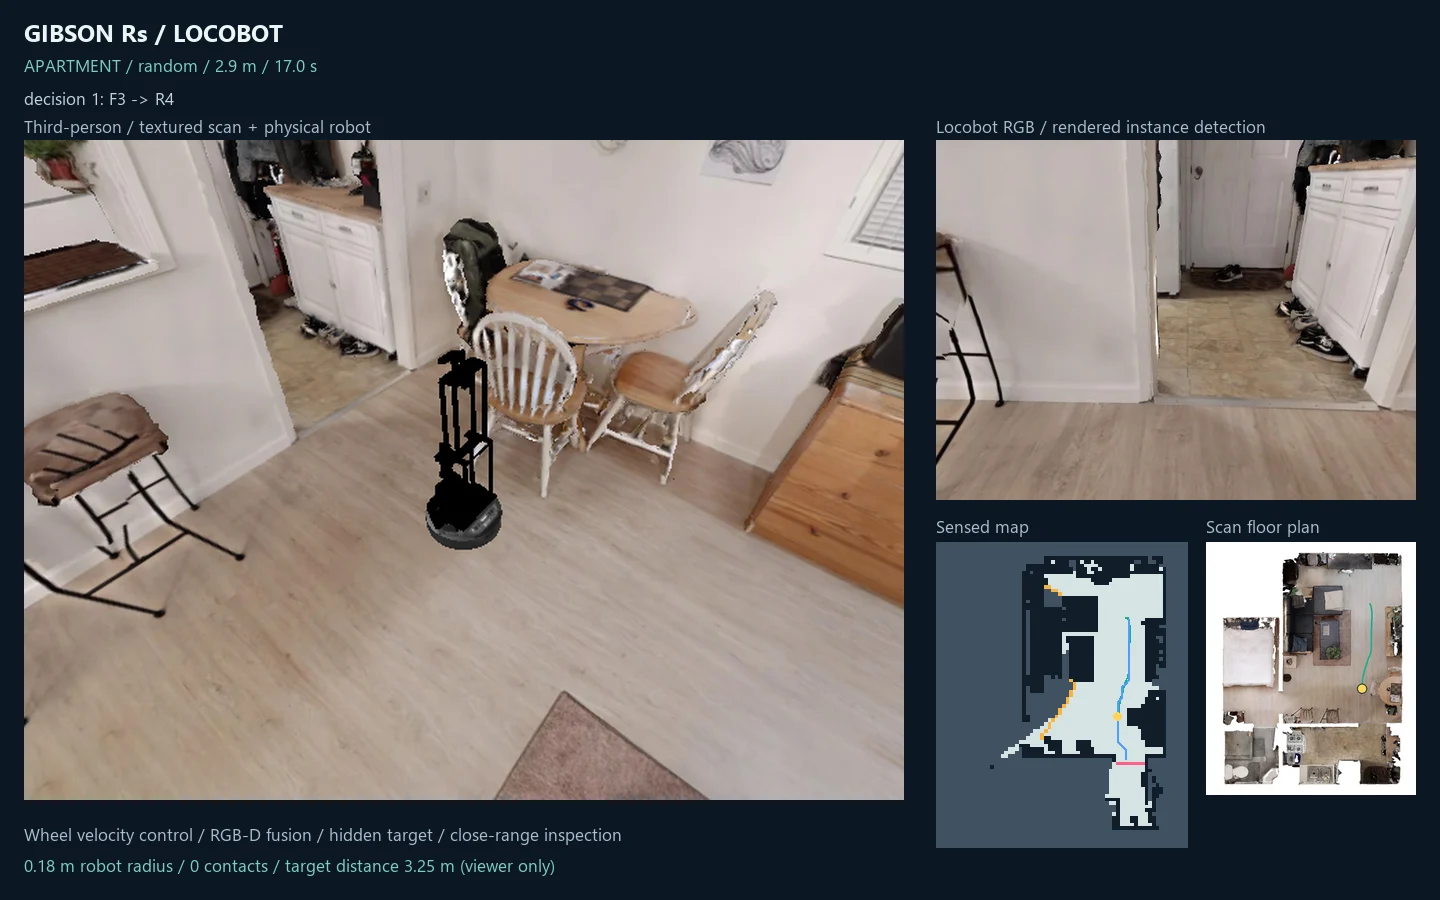 GIBSON Rs / LOCOBOT
APARTMENT / random / 2.9 m / 17.0 s
decision 1: F3 -> R4
Third-person / textured scan + physical robot
Locobot RGB / rendered instance detection
Sensed map
Scan floor plan
Wheel velocity control / RGB-D fusion / hidden target / close-range inspection
0.18 m robot radius / 0 contacts / target distance 3.25 m (viewer only)